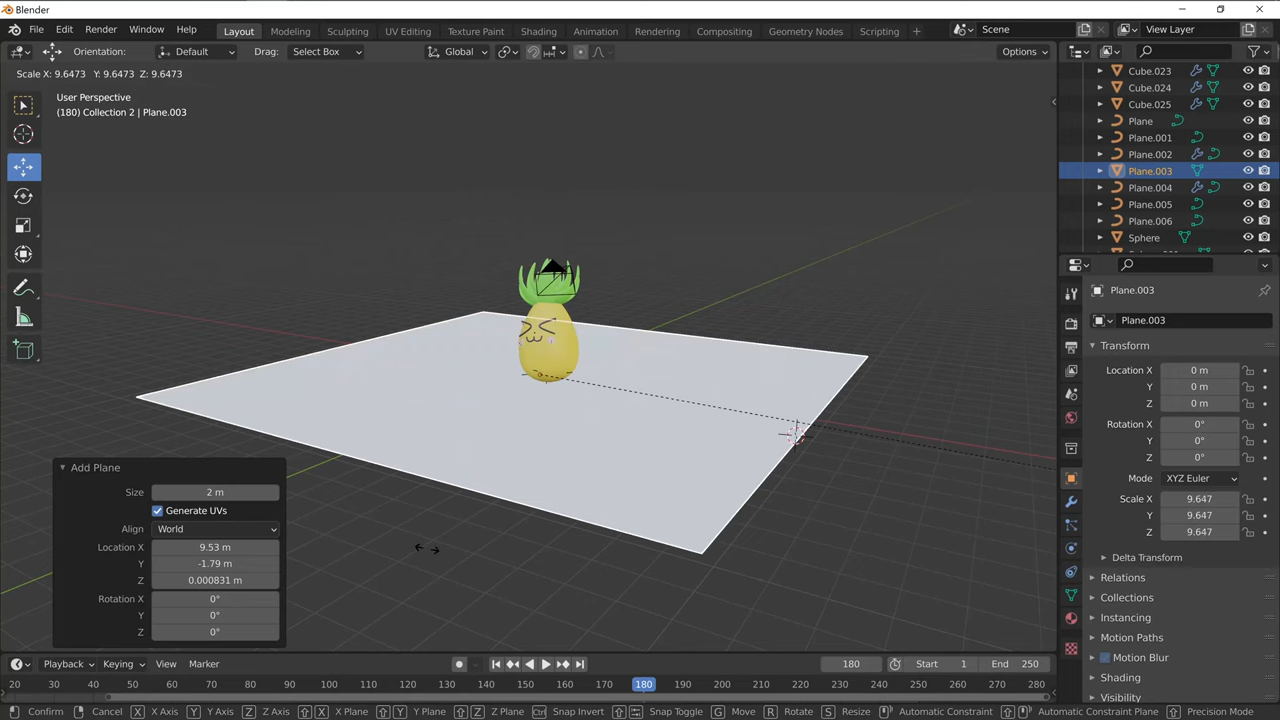 Blender
File Edit Render Window Help Layout Modeling Sculpting UV Editing Texture Paint Shading Animation Rendering Compositing Geometry Nodes Scripting Scene View Layer
Orientation: Default Drag: Select Box Global Options
Scale X: 9.6473 Y: 9.6473 Z: 9.6473
User Perspective
(180) Collection 2 | Plane.003
Cube.023
Cube.024
Cube.025
Plane
Plane.001
Plane.002
Plane.003
Plane.004
Plane.005
Plane.006
Sphere
Plane.003
Plane.003
Transform
Location X 0 m
Y 0 m
Z 0 m
Rotation X 0°
Y 0°
Z 0°
Mode XYZ Euler
Scale X 9.647
Y 9.647
Z 9.647
Delta Transform
Relations
Collections
Instancing
Motion Paths
Motion Blur
Shading
Visibility
Add Plane
Size 2 m
Generate UVs
Align World
Location X 9.53 m
Y -1.79 m
Z 0.000831 m
Rotation X 0°
Y 0°
Z 0°
Playback Keying View Marker 180 Start 1 End 250
20 30 40 50 60 70 80 90 100 110 120 130 140 150 160 170 180 190 200 210 220 230 240 250 260 270 280
Confirm Cancel X X Axis Y Y Axis Z Z Axis X X Plane Y Y Plane Z Z Plane Ctrl Snap Invert Snap Toggle G Move R Rotate S Resize Automatic Constraint Automatic Constraint Plane Precision Mode